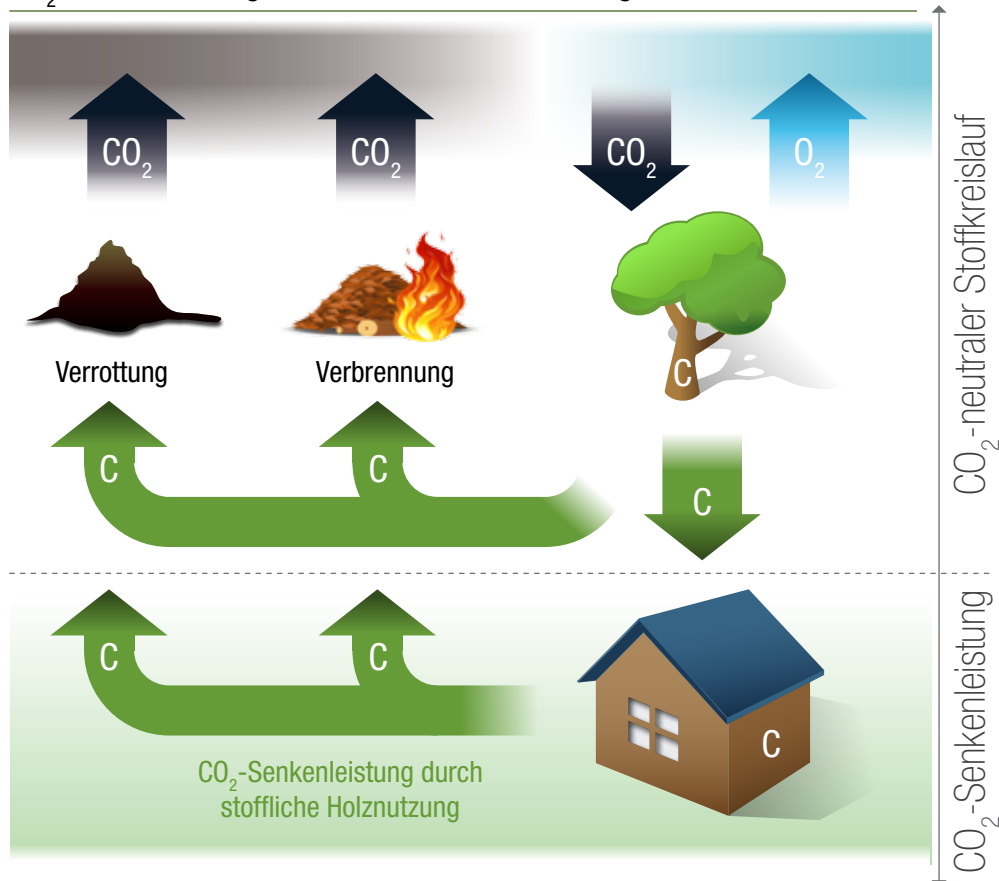 CO₂
CO₂
CO₂
O₂
C
Verrottung
Verbrennung
C
C
C
CO₂-neutraler Stoffkreislauf
C
C
C
CO₂-Senkenleistung durch
stoffliche Holznutzung
CO₂-Senkenleistung